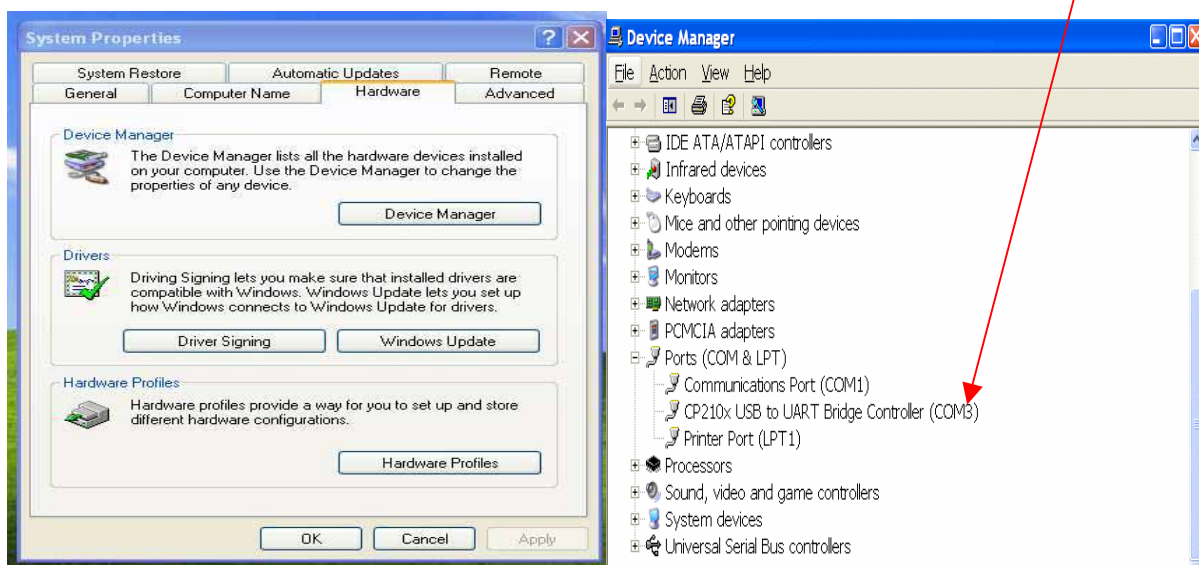 System Properties
System Restore
Automatic Updates
Remote
General
Computer Name
Hardware
Advanced
Device Manager
The Device Manager lists all the hardware devices installed
on your computer. Use the Device Manager to change the
properties of any device.
Device Manager
Drivers
Driving Signing lets you make sure that installed drivers are
compatible with Windows. Windows Update lets you set up
how Windows connects to Windows Update for drivers.
Driver Signing
Windows Update
Hardware Profiles
Hardware profiles provide a way for you to set up and store
different hardware configurations.
Hardware Profiles
OK
Cancel
Apply
Device Manager
File Action View Help
IDE ATA/ATAPI controllers
Infrared devices
Keyboards
Mice and other pointing devices
Modems
Monitors
Network adapters
PCMCIA adapters
Ports (COM & LPT)
Communications Port (COM1)
CP210x USB to UART Bridge Controller (COM3)
Printer Port (LPT1)
Processors
Sound, video and game controllers
System devices
Universal Serial Bus controllers